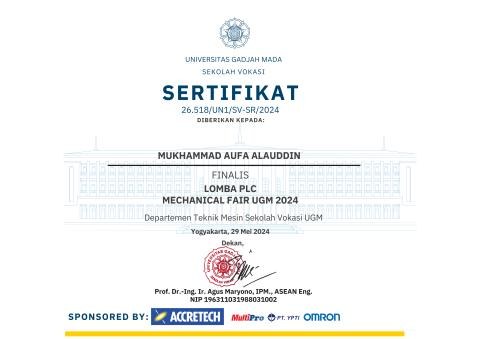 UNIVERSITAS GADJAH MADA
SEKOLAH VOKASI
SERTIFIKAT
26.518/UN1/SV-SR/2024
DIBERIKAN KEPADA:
MUKHAMMAD AUFA ALAUDDIN
FINALIS
LOMBA PLC
MECHANICAL FAIR UGM 2024
Departemen Teknik Mesin Sekolah Vokasi UGM
Yogyakarta, 29 Mei 2024
Dekan,
Prof. Dr.-Ing. Ir. Agus Maryono, IPM., ASEAN Eng.
NIP 196311031988031002
SPONSORED BY: ACCRETECH MultiPro PT. YPTI OMRON